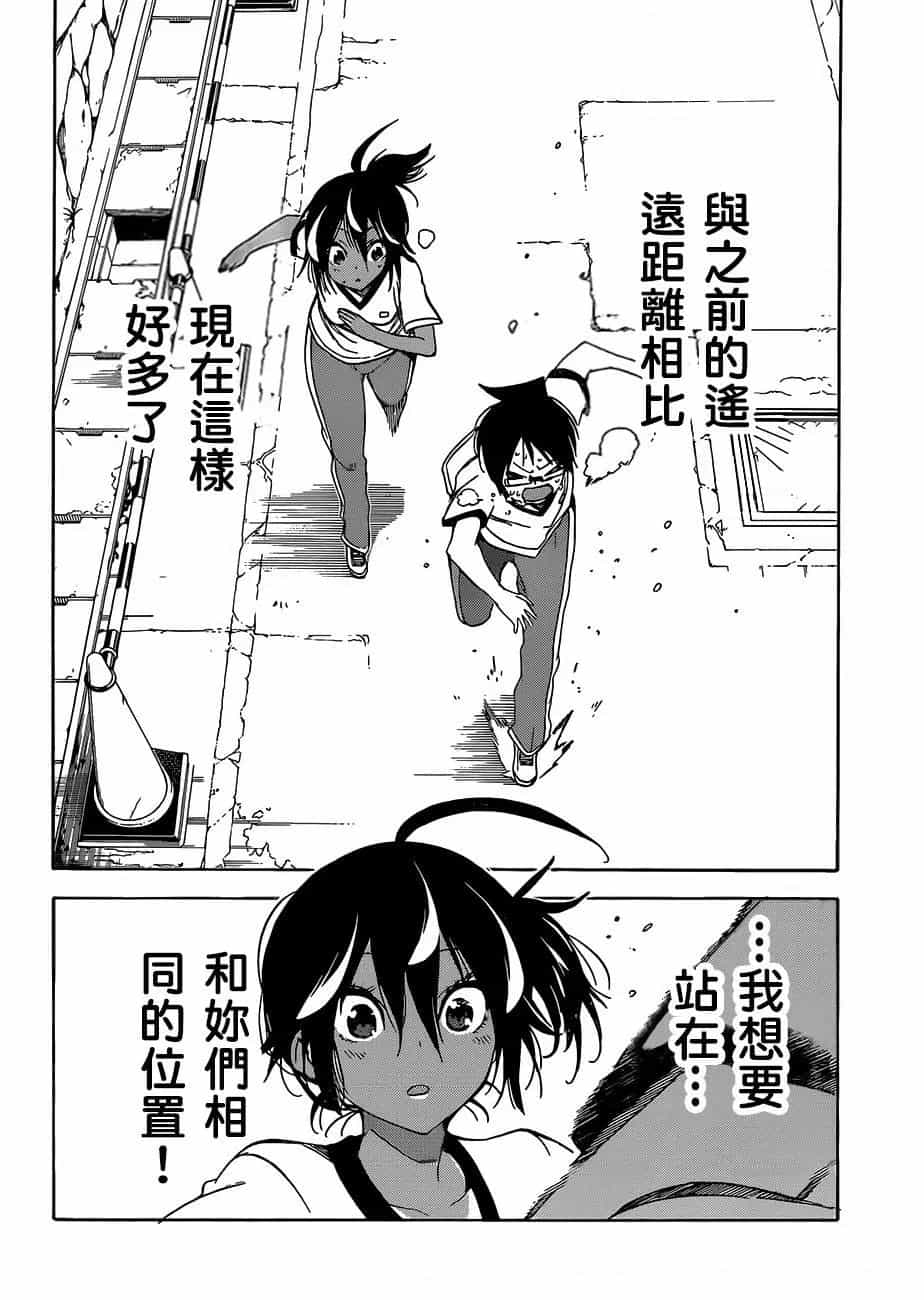 與之前的遙
遠距離相比
現在這樣
好多了
…我想要
站在…
和妳們相
同的位置！